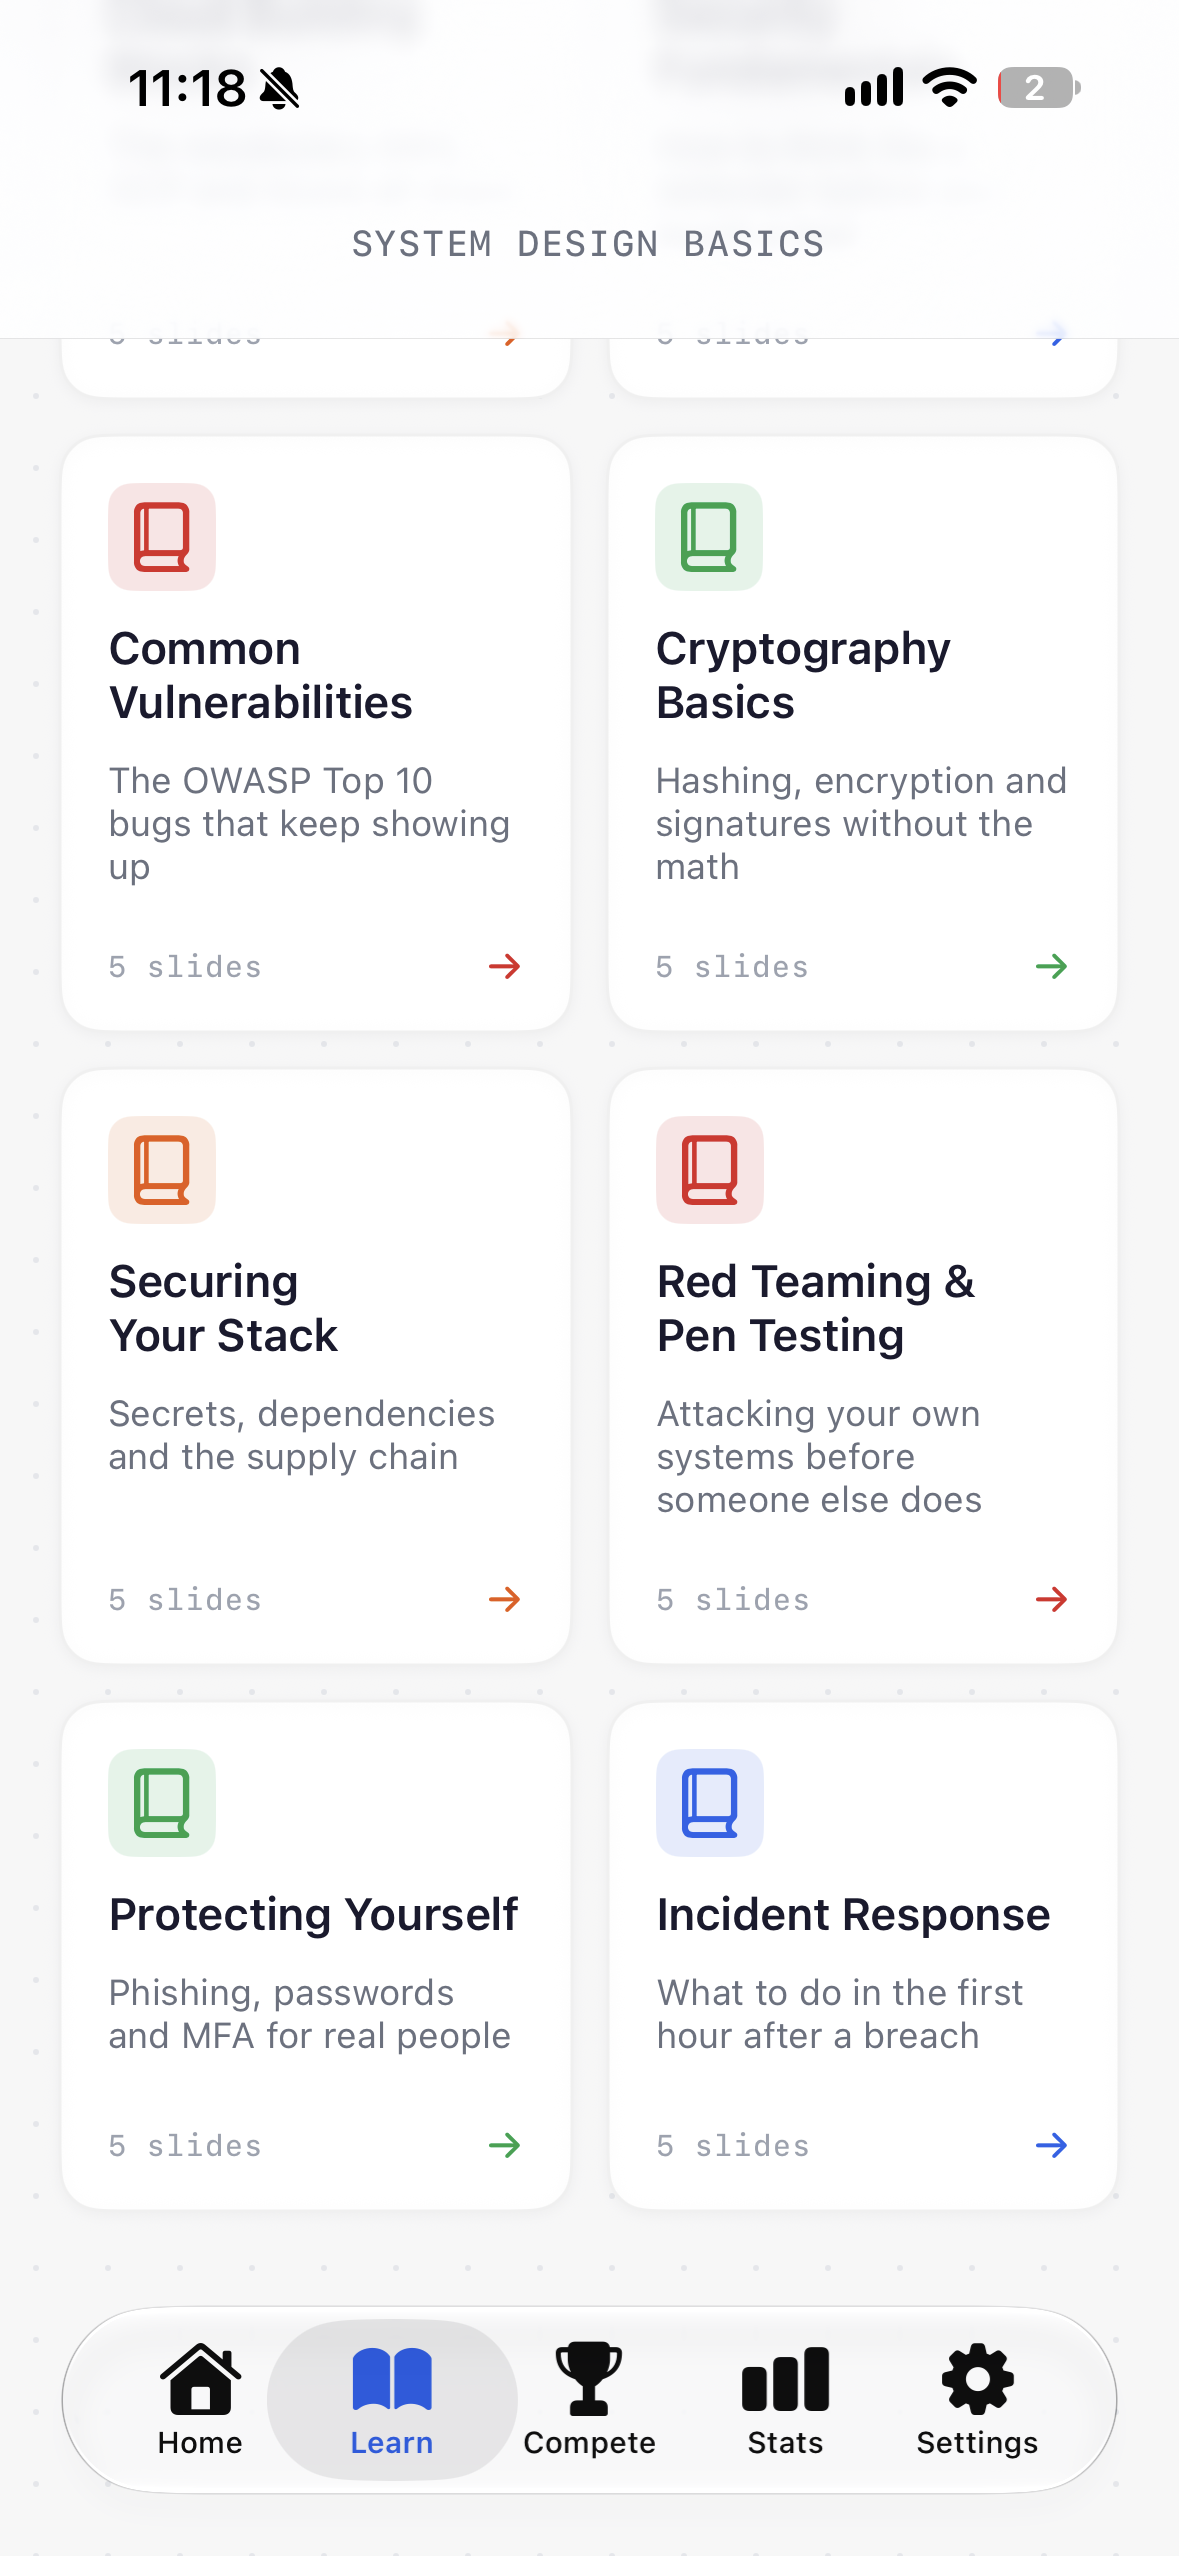 11:18
2
SYSTEM DESIGN BASICS
5 slides
5 slides
Common
Vulnerabilities
The OWASP Top 10
bugs that keep showing
up
5 slides
Cryptography
Basics
Hashing, encryption and
signatures without the
math
5 slides
Securing
Your Stack
Secrets, dependencies
and the supply chain
5 slides
Red Teaming &
Pen Testing
Attacking your own
systems before
someone else does
5 slides
Protecting Yourself
Phishing, passwords
and MFA for real people
5 slides
Incident Response
What to do in the first
hour after a breach
5 slides
Home
Learn
Compete
Stats
Settings